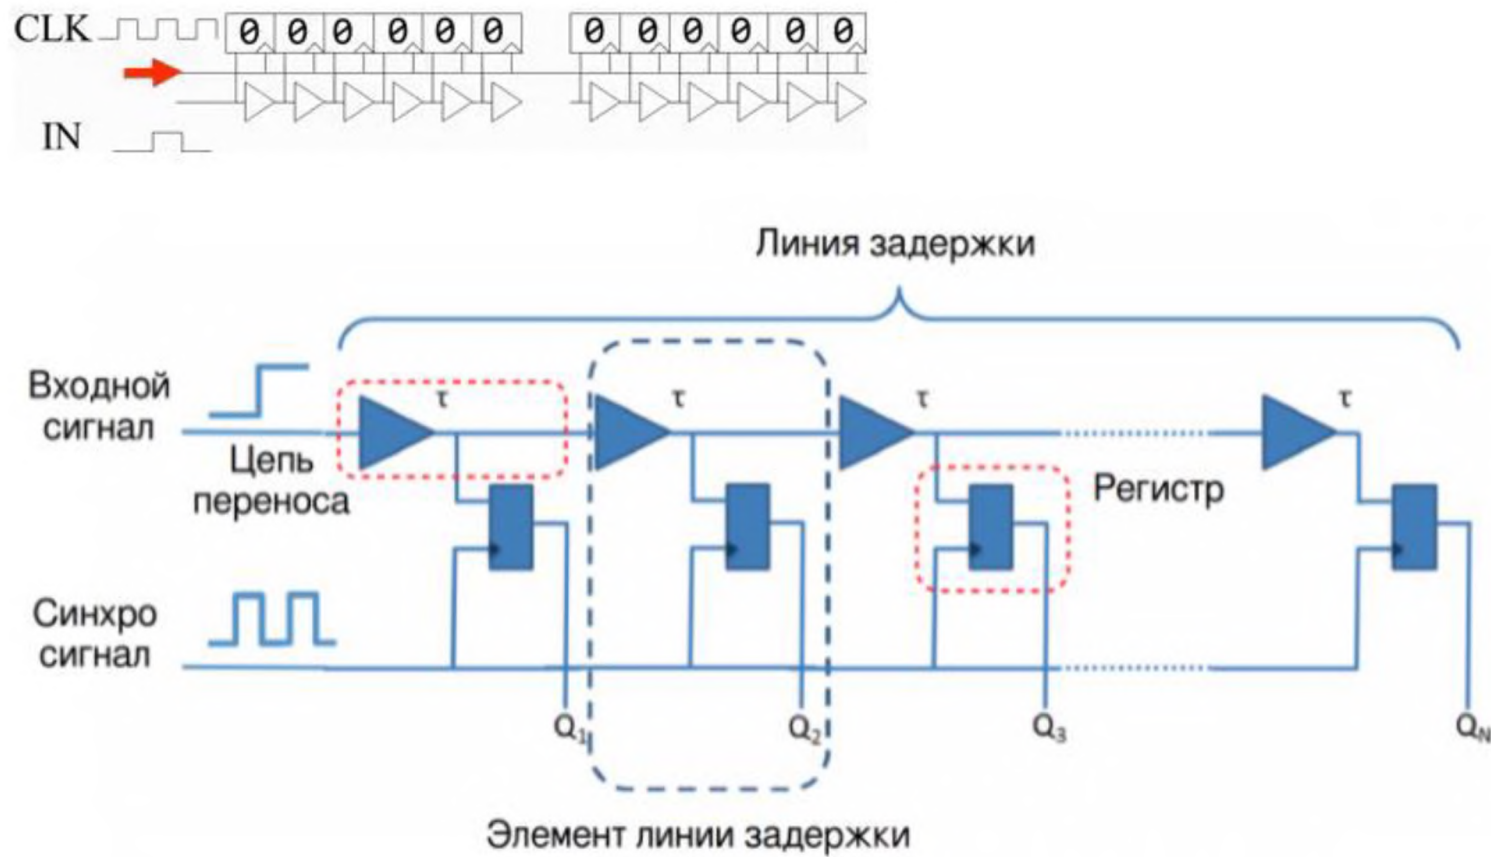 CLK 0 0 0 0 0 0 0 0 0 0 0 0
IN
Линия задержки
Входной
сигнал
τ τ τ τ
Цепь
переноса
Регистр
Синхро
сигнал
Q1 Q2 Q3 QN
Элемент линии задержки